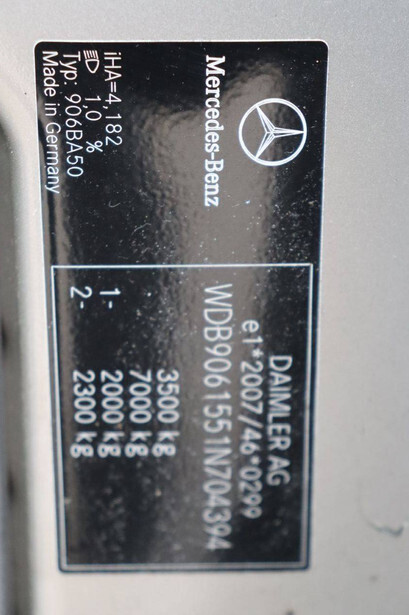 Mercedes-Benz
iHA=4,182
1,0 %
Typ: 906BA50
Made in Germany
DAIMLER AG
e1*2007/46*0299
WDB9061551N704394
3500 kg
7000 kg
1- 2000 kg
2- 2300 kg